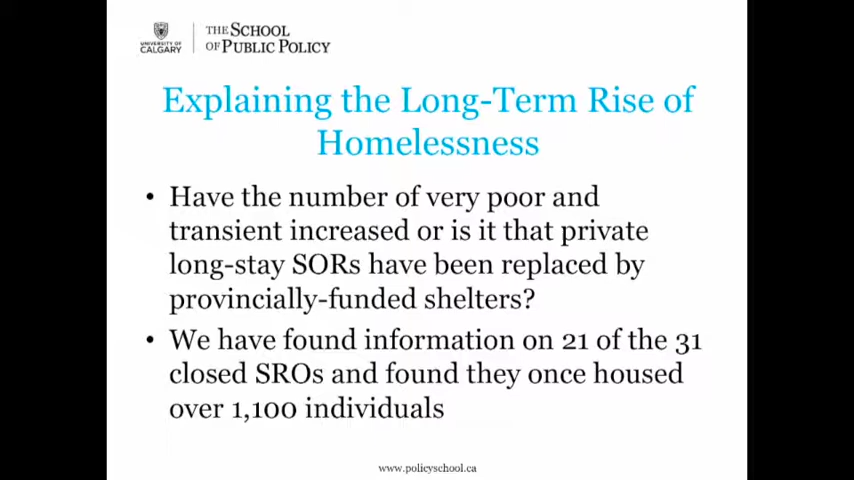 UNIVERSITY OF
CALGARY
THE SCHOOL
OF PUBLIC POLICY
Explaining the Long-Term Rise of
Homelessness
• Have the number of very poor and
transient increased or is it that private
long-stay SORs have been replaced by
provincially-funded shelters?
• We have found information on 21 of the 31
closed SROs and found they once housed
over 1,100 individuals
www.policyschool.ca